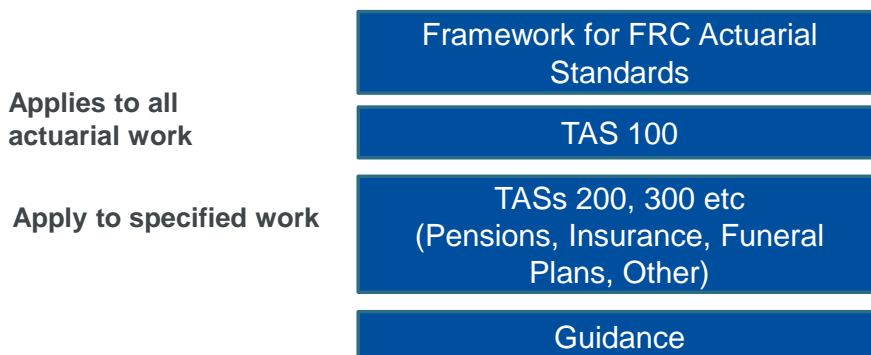 Framework for FRC Actuarial
Standards
Applies to all
actuarial work
TAS 100
Apply to specified work
TASs 200, 300 etc
(Pensions, Insurance, Funeral
Plans, Other)
Guidance